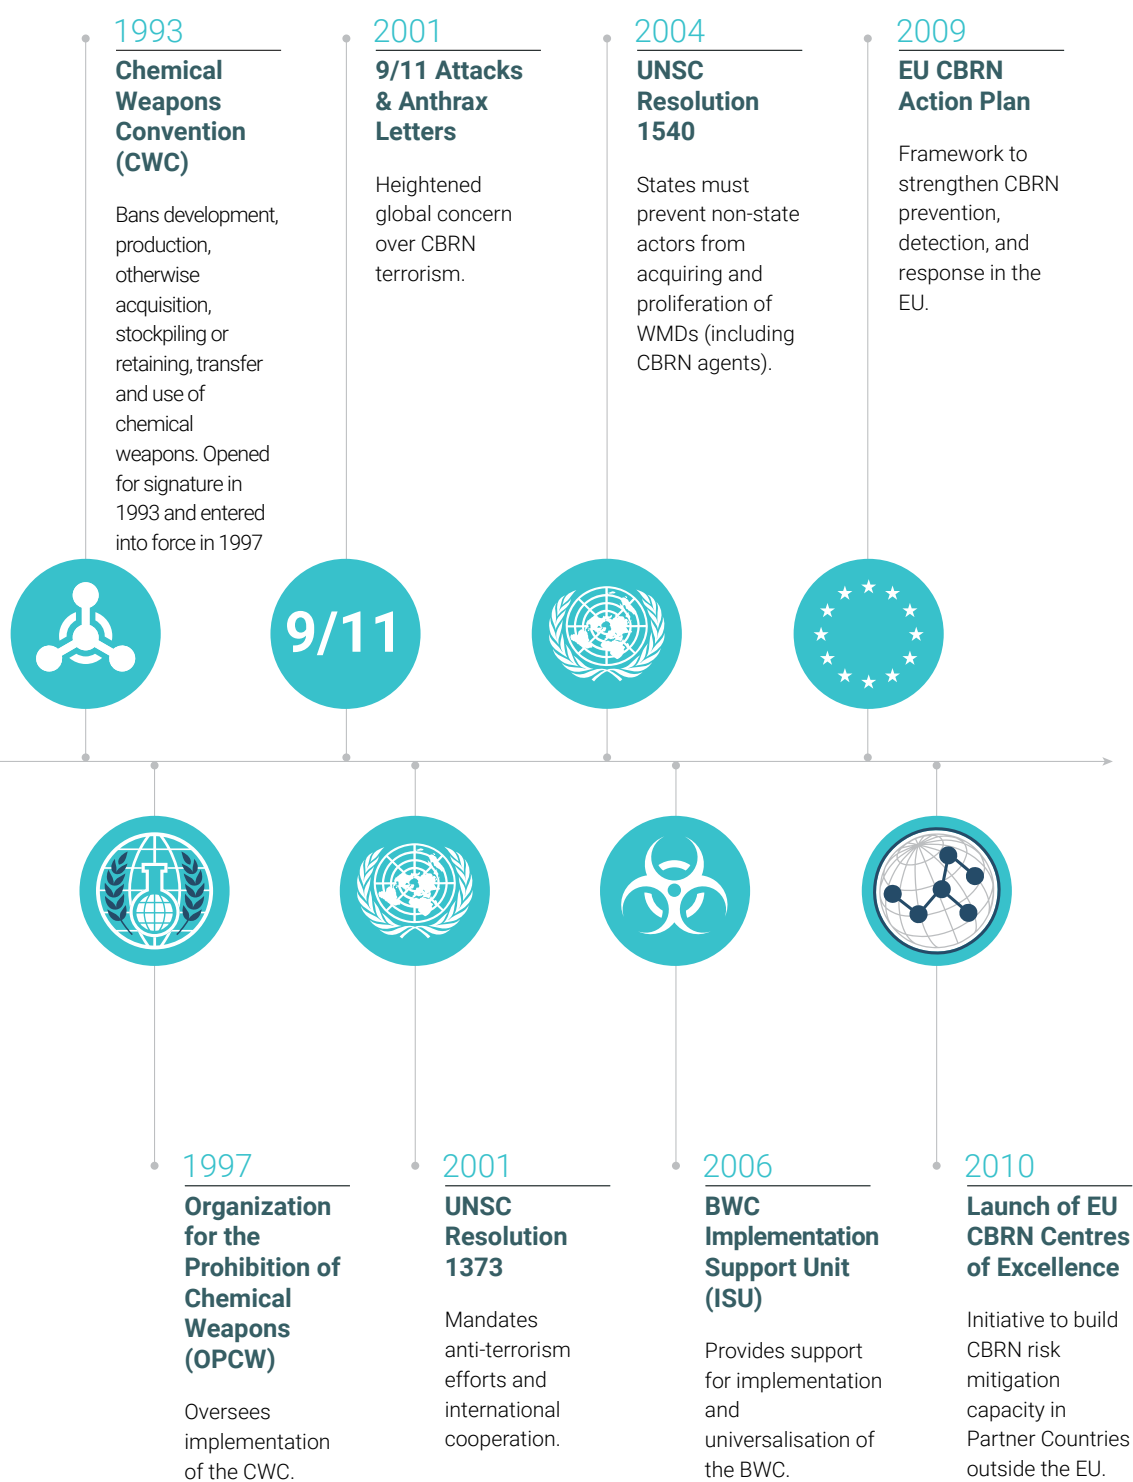 1993
Chemical
Weapons
Convention
(CWC)
Bans development,
production,
otherwise
acquisition,
stockpiling or
retaining, transfer
and use of
chemical
weapons. Opened
for signature in
1993 and entered
into force in 1997
2001
9/11 Attacks
& Anthrax
Letters
Heightened
global concern
over CBRN
terrorism.
2004
UNSC
Resolution
1540
States must
prevent non-state
actors from
acquiring and
proliferation of
WMDs (including
CBRN agents).
2009
EU CBRN
Action Plan
Framework to
strengthen CBRN
prevention,
detection, and
response in the
EU.
9/11
1997
Organization
for the
Prohibition of
Chemical
Weapons
(OPCW)
Oversees
implementation
of the CWC.
2001
UNSC
Resolution
1373
Mandates
anti-terrorism
efforts and
international
cooperation.
2006
BWC
Implementation
Support Unit
(ISU)
Provides support
for implementation
and
universalisation of
the BWC.
2010
Launch of EU
CBRN Centres
of Excellence
Initiative to build
CBRN risk
mitigation
capacity in
Partner Countries
outside the EU.